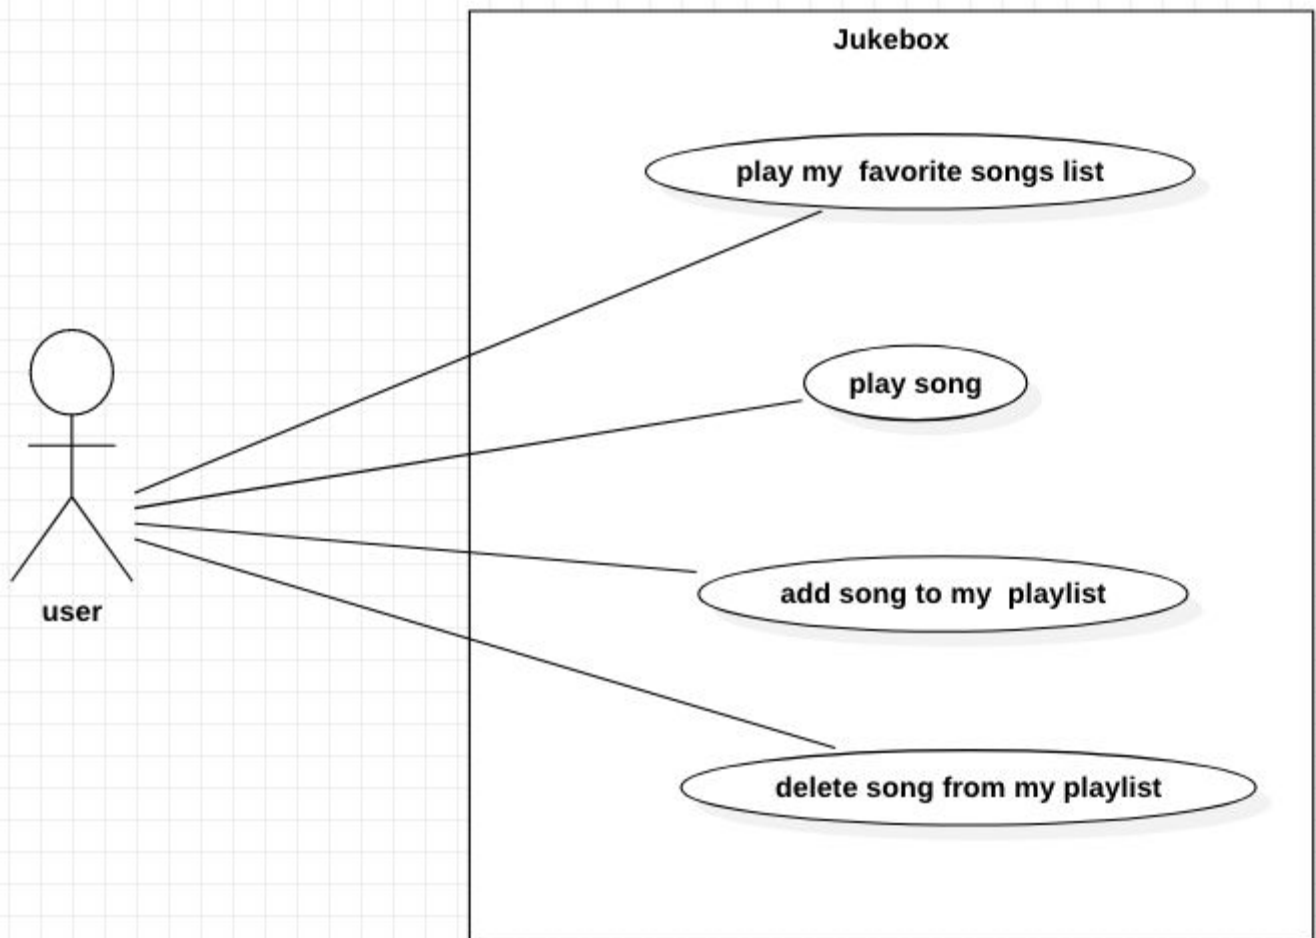 Jukebox
play my  favorite songs list
play song
add song to my  playlist
delete song from my playlist
user